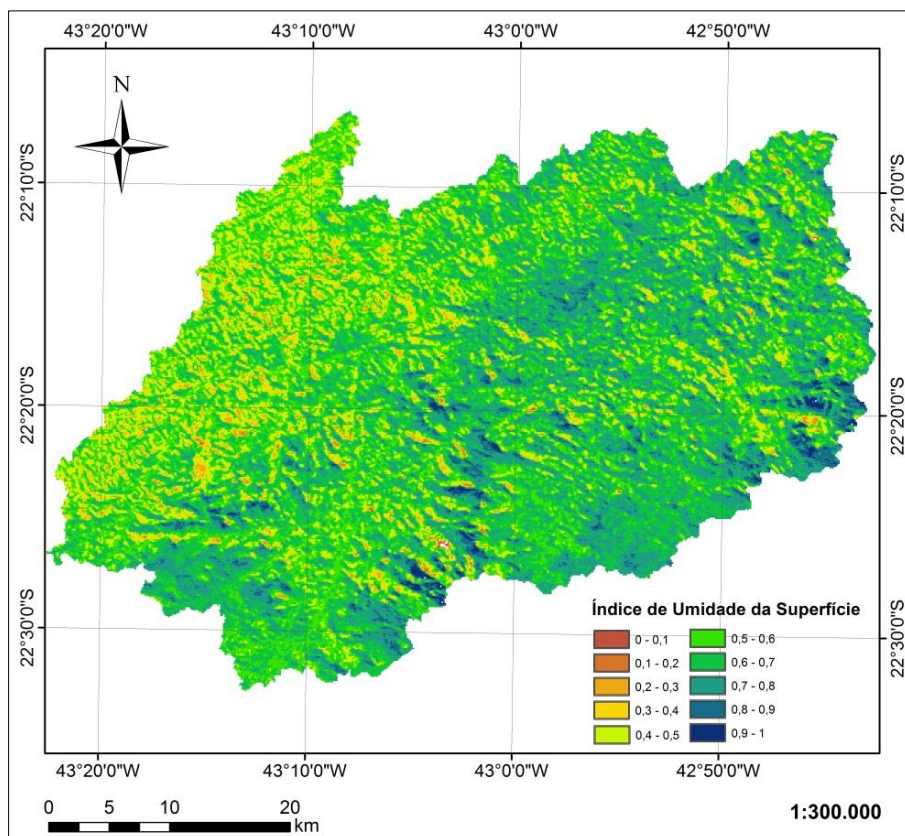 43°20'0"W 43°10'0"W 43°0'0"W 42°50'0"W
N
22°10'0"S 22°10'0"S
22°20'0"S 22°20'0"S
22°30'0"S 22°30'0"S
Índice de Umidade da Superfície
0 - 0,1 0,5 - 0,6
0,1 - 0,2 0,6 - 0,7
0,2 - 0,3 0,7 - 0,8
0,3 - 0,4 0,8 - 0,9
0,4 - 0,5 0,9 - 1
43°20'0"W 43°10'0"W 43°0'0"W 42°50'0"W
0 5 10 20
km
1:300.000